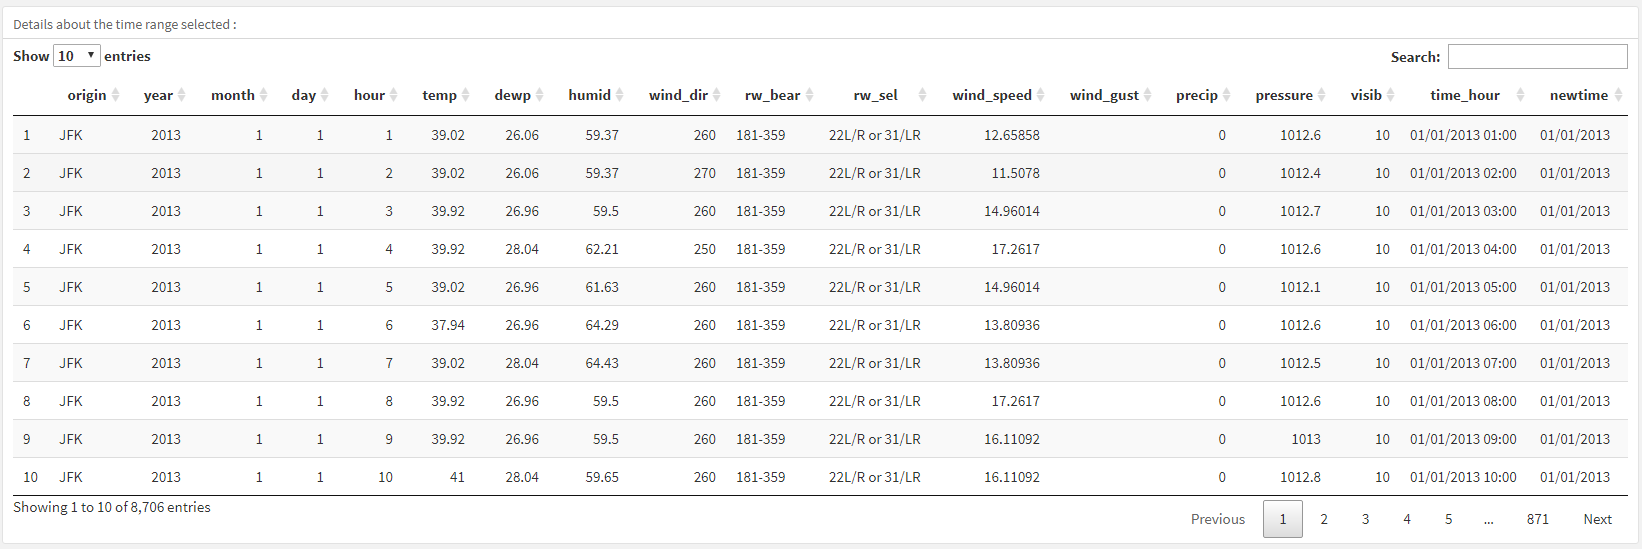 Details about the time range selected :
Show 10 entries Search:
origin year month day hour temp dewp humid wind_dir rw_bear rw_sel wind_speed wind_gust precip pressure visib time_hour newtime
1 JFK 2013 1 1 1 39.02 26.06 59.37 260 181-359 22L/R or 31/LR 12.65858 0 1012.6 10 01/01/2013 01:00 01/01/2013
2 JFK 2013 1 1 2 39.02 26.06 59.37 270 181-359 22L/R or 31/LR 11.5078 0 1012.4 10 01/01/2013 02:00 01/01/2013
3 JFK 2013 1 1 3 39.92 26.96 59.5 260 181-359 22L/R or 31/LR 14.96014 0 1012.7 10 01/01/2013 03:00 01/01/2013
4 JFK 2013 1 1 4 39.92 28.04 62.21 250 181-359 22L/R or 31/LR 17.2617 0 1012.6 10 01/01/2013 04:00 01/01/2013
5 JFK 2013 1 1 5 39.02 26.96 61.63 260 181-359 22L/R or 31/LR 14.96014 0 1012.1 10 01/01/2013 05:00 01/01/2013
6 JFK 2013 1 1 6 37.94 26.96 64.29 260 181-359 22L/R or 31/LR 13.80936 0 1012.6 10 01/01/2013 06:00 01/01/2013
7 JFK 2013 1 1 7 39.02 28.04 64.43 260 181-359 22L/R or 31/LR 13.80936 0 1012.5 10 01/01/2013 07:00 01/01/2013
8 JFK 2013 1 1 8 39.92 26.96 59.5 260 181-359 22L/R or 31/LR 17.2617 0 1012.6 10 01/01/2013 08:00 01/01/2013
9 JFK 2013 1 1 9 39.92 26.96 59.5 260 181-359 22L/R or 31/LR 16.11092 0 1013 10 01/01/2013 09:00 01/01/2013
10 JFK 2013 1 1 10 41 28.04 59.65 260 181-359 22L/R or 31/LR 16.11092 0 1012.8 10 01/01/2013 10:00 01/01/2013
Showing 1 to 10 of 8,706 entries
Previous 1 2 3 4 5 ... 871 Next